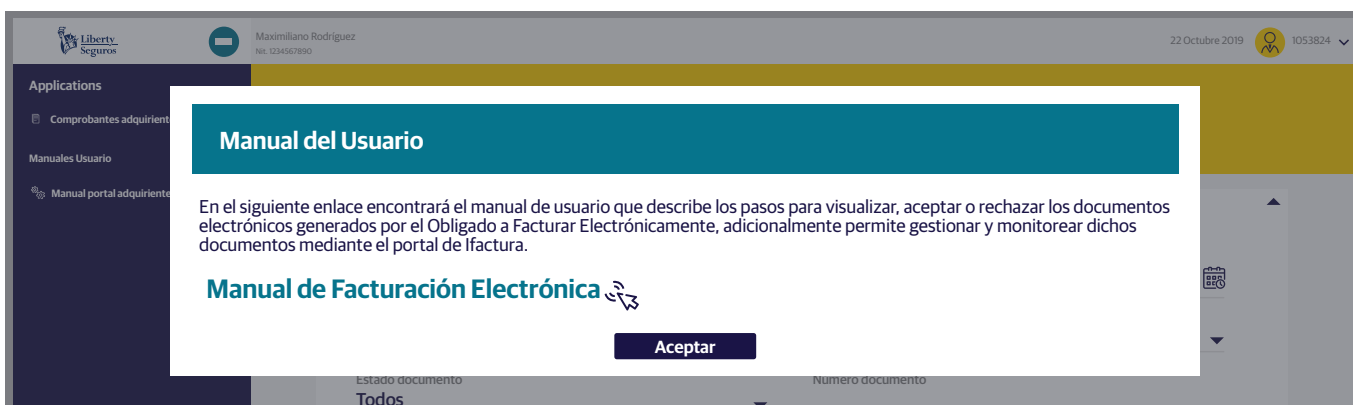 Liberty
Seguros
Maximiliano Rodríguez
Nit. 1234567890
22 Octubre 2019
1053824
Applications
Comprobantes adquirient
Manuales Usuario
Manual portal adquiriente
Manual del Usuario
En el siguiente enlace encontrará el manual de usuario que describe los pasos para visualizar, aceptar o rechazar los documentos
electrónicos generados por el Obligado a Facturar Electrónicamente, adicionalmente permite gestionar y monitorear dichos
documentos mediante el portal de Ifactura.
Manual de Facturación Electrónica
Aceptar
Estado documento
Número documento
Todos